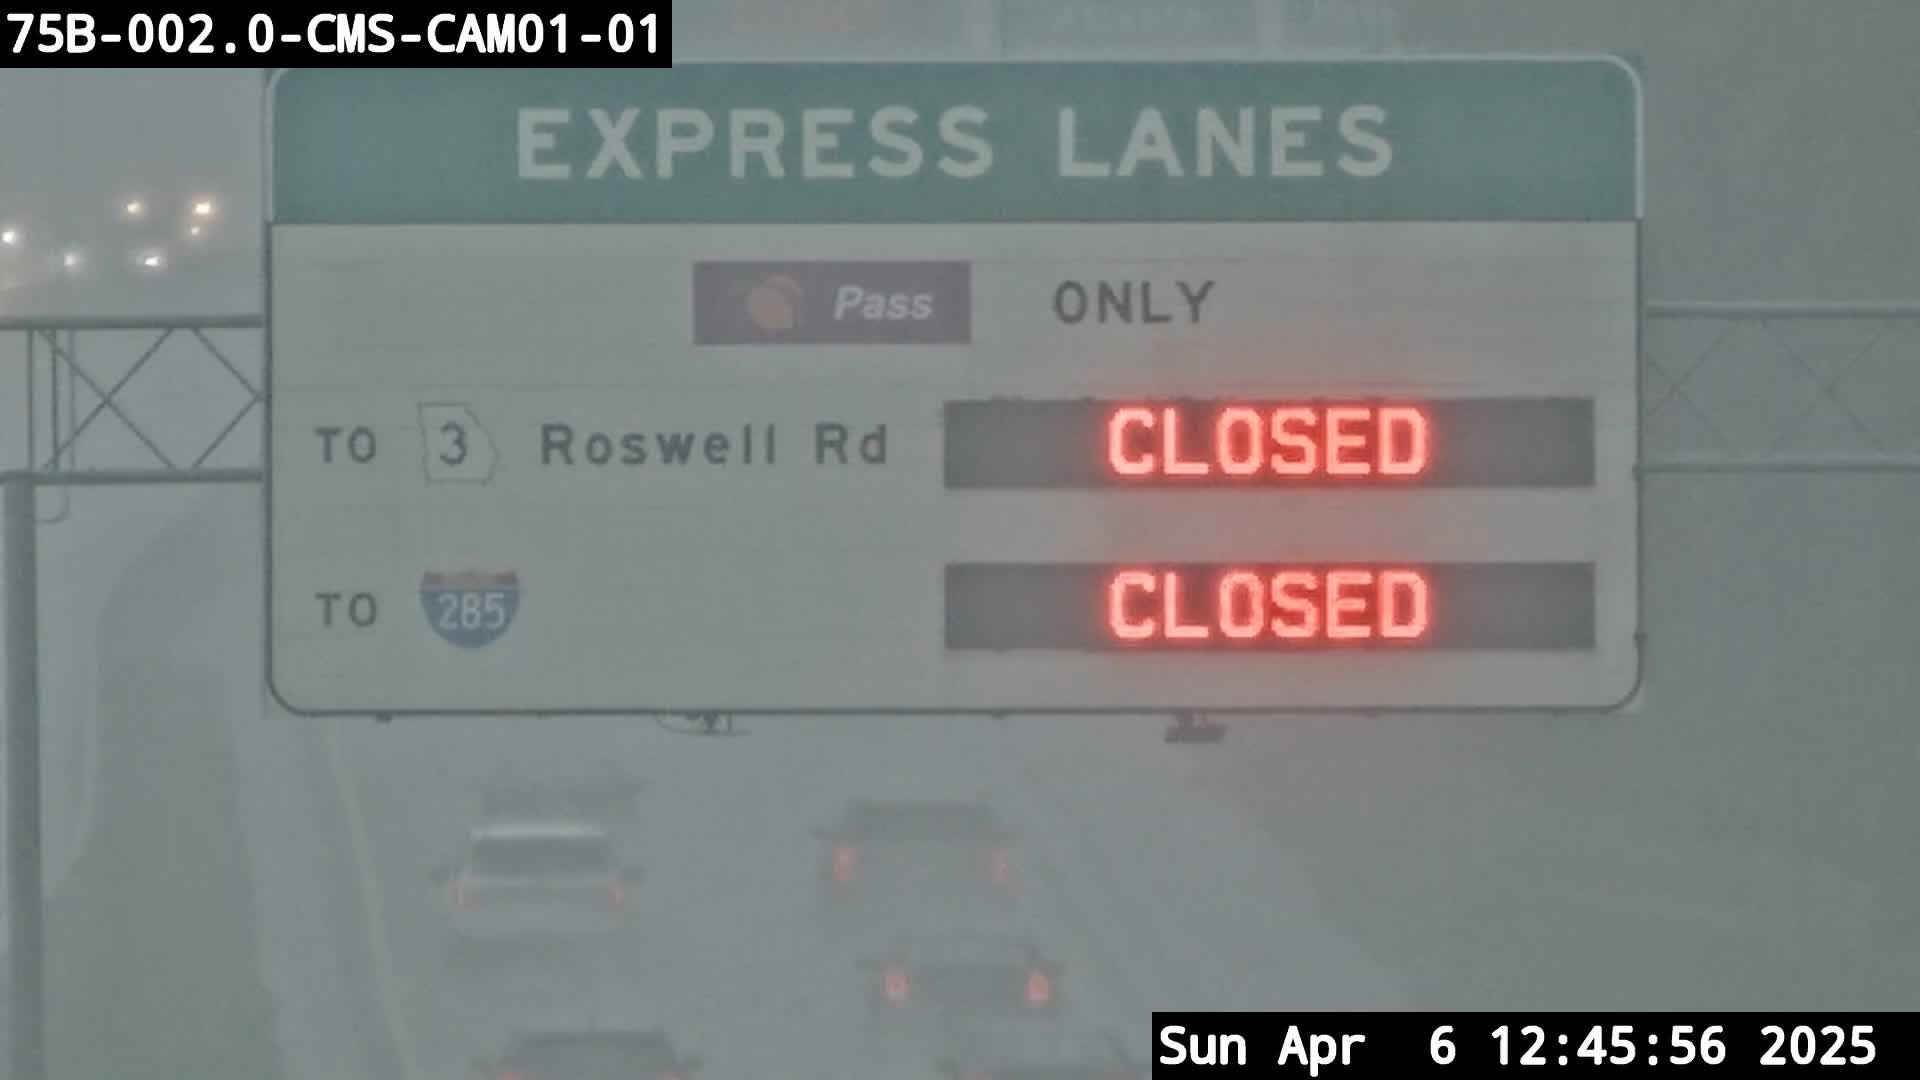 75B-002.0-CMS-CAM01-01
EXPRESS LANES
Pass ONLY
TO 3 Roswell Rd CLOSED
TO 285 CLOSED
Sun Apr 6 12:45:56 2025